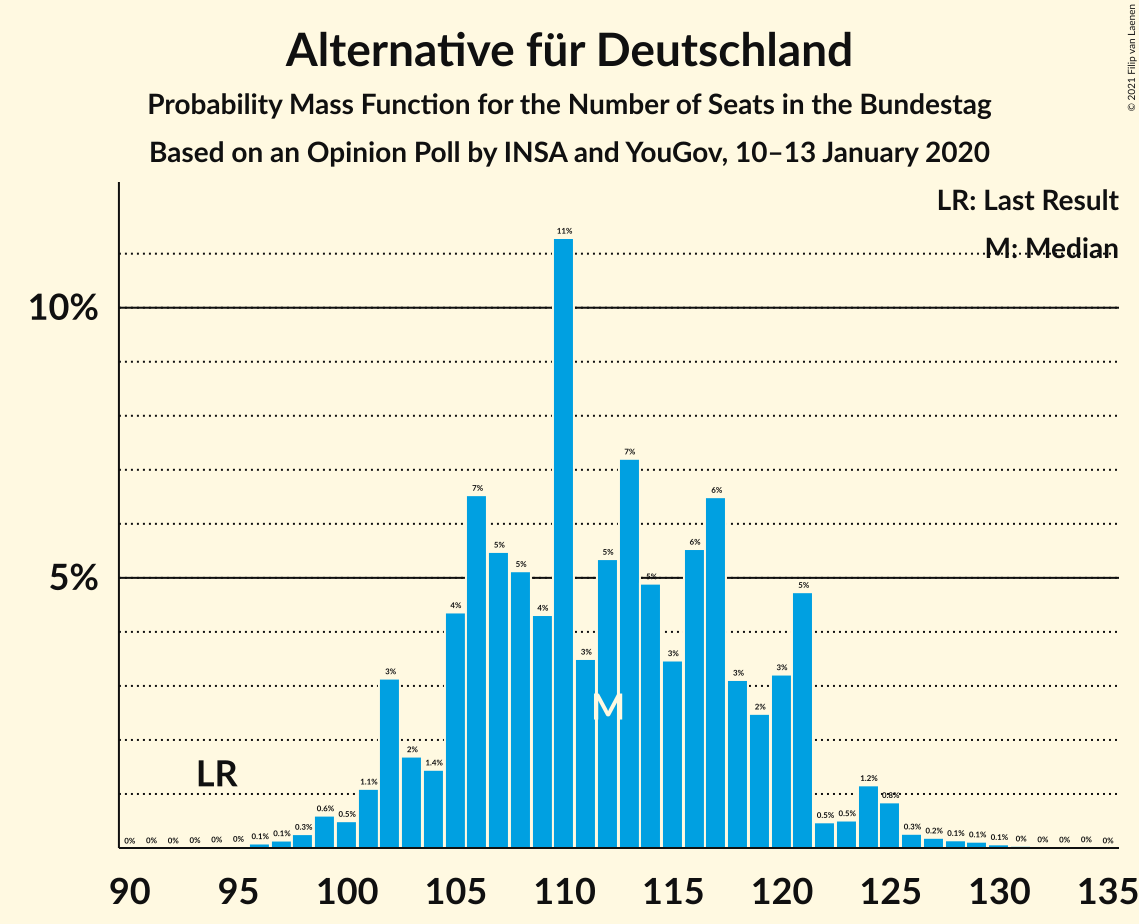 Alternative für Deutschland
Probability Mass Function for the Number of Seats in the Bundestag
Based on an Opinion Poll by INSA and YouGov, 10–13 January 2020
© 2021 Filip van Laenen
LR: Last Result
M: Median
10%
5%
0% 0% 0% 0% 0% 0% 0.1% 0.1% 0.3% 0.6% 0.5% 1.1% 3% 2% 1.4% 4% 7% 5% 5% 4% 11% 3% 5% 7% 5% 3% 6% 6% 3% 2% 3% 5% 0.5% 0.5% 1.2% 0.8% 0.3% 0.2% 0.1% 0.1% 0.1% 0% 0% 0% 0% 0%
LR
M
90 95 100 105 110 115 120 125 130 135